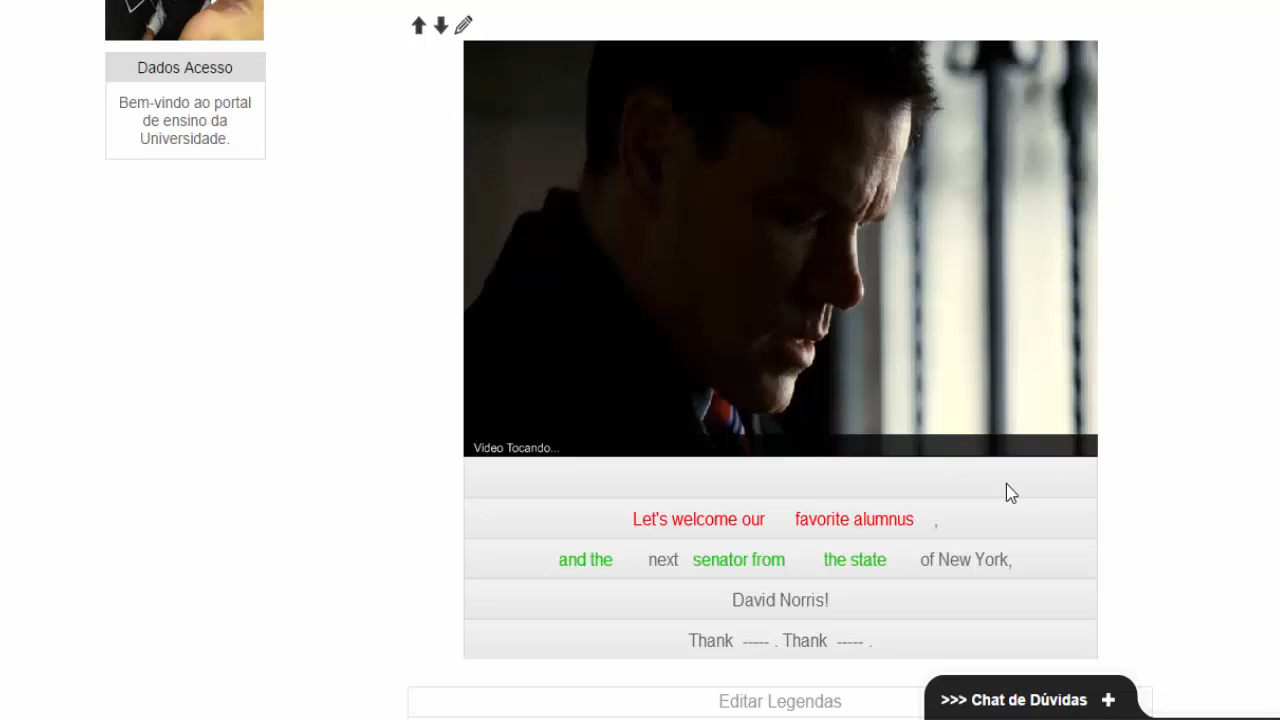 Dados Acesso
Bem-vindo ao portal
de ensino da
Universidade.
Video Tocando...
Let's welcome our favorite alumnus ,
and the next senator from the state of New York,
David Norris!
Thank ----- . Thank ----- .
Editar Legendas
>>> Chat de Dúvidas +